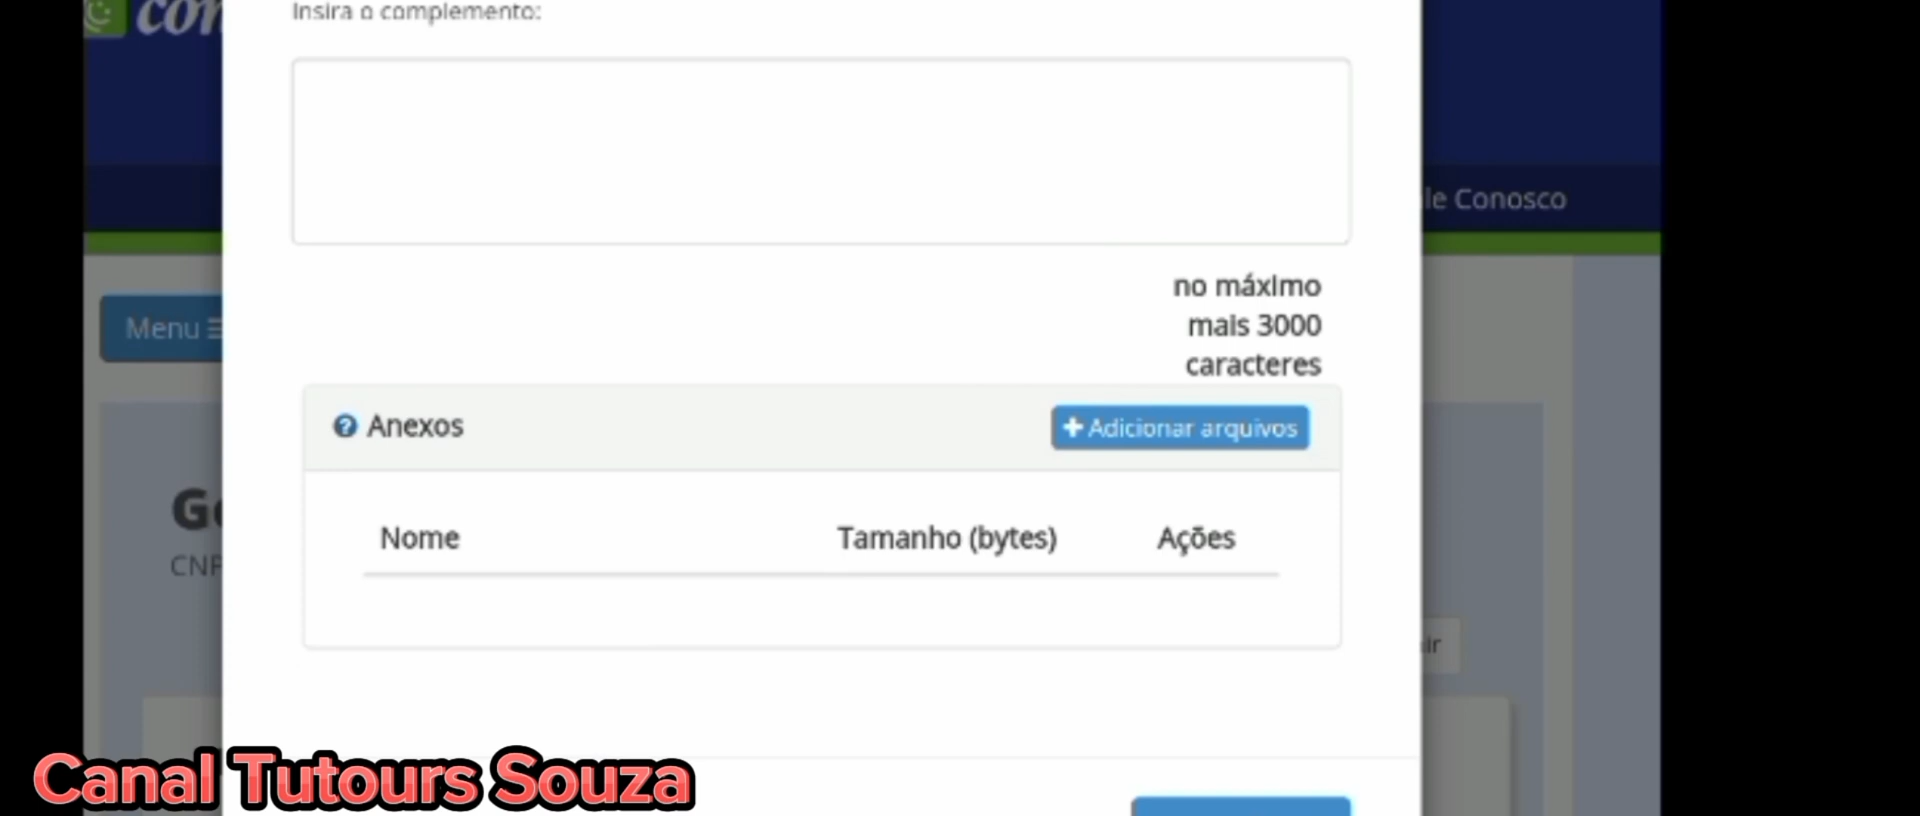 Insira o complemento:
Conosco
no máximo
mais 3000
caracteres
Menu
Anexos
Adicionar arquivos
Nome Tamanho (bytes) Ações
Canal Tutours Souza